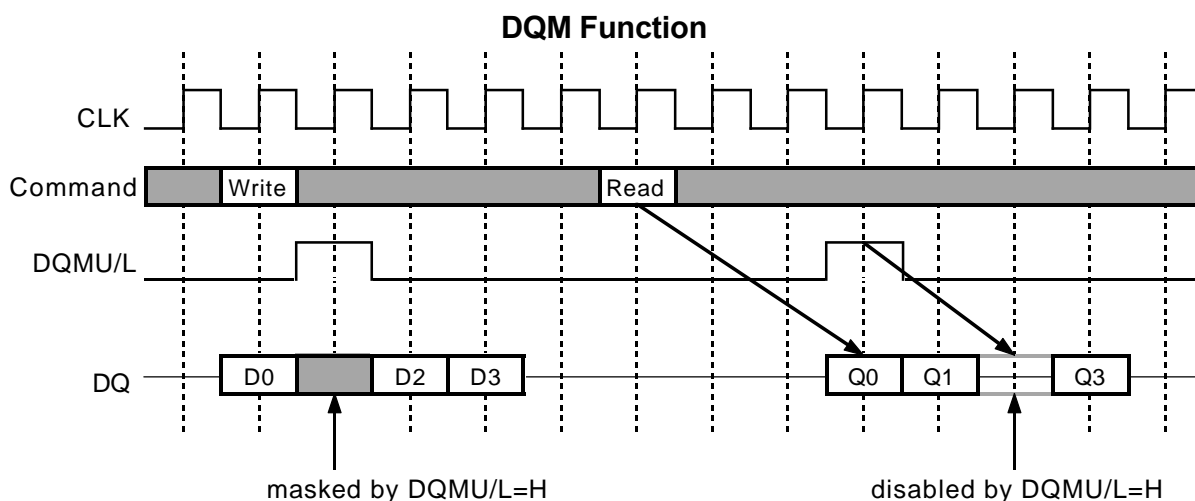 DQM Function
CLK
Command Write Read
DQMU/L
DQ D0 D2 D3 Q0 Q1 Q3
masked by DQMU/L=H disabled by DQMU/L=H